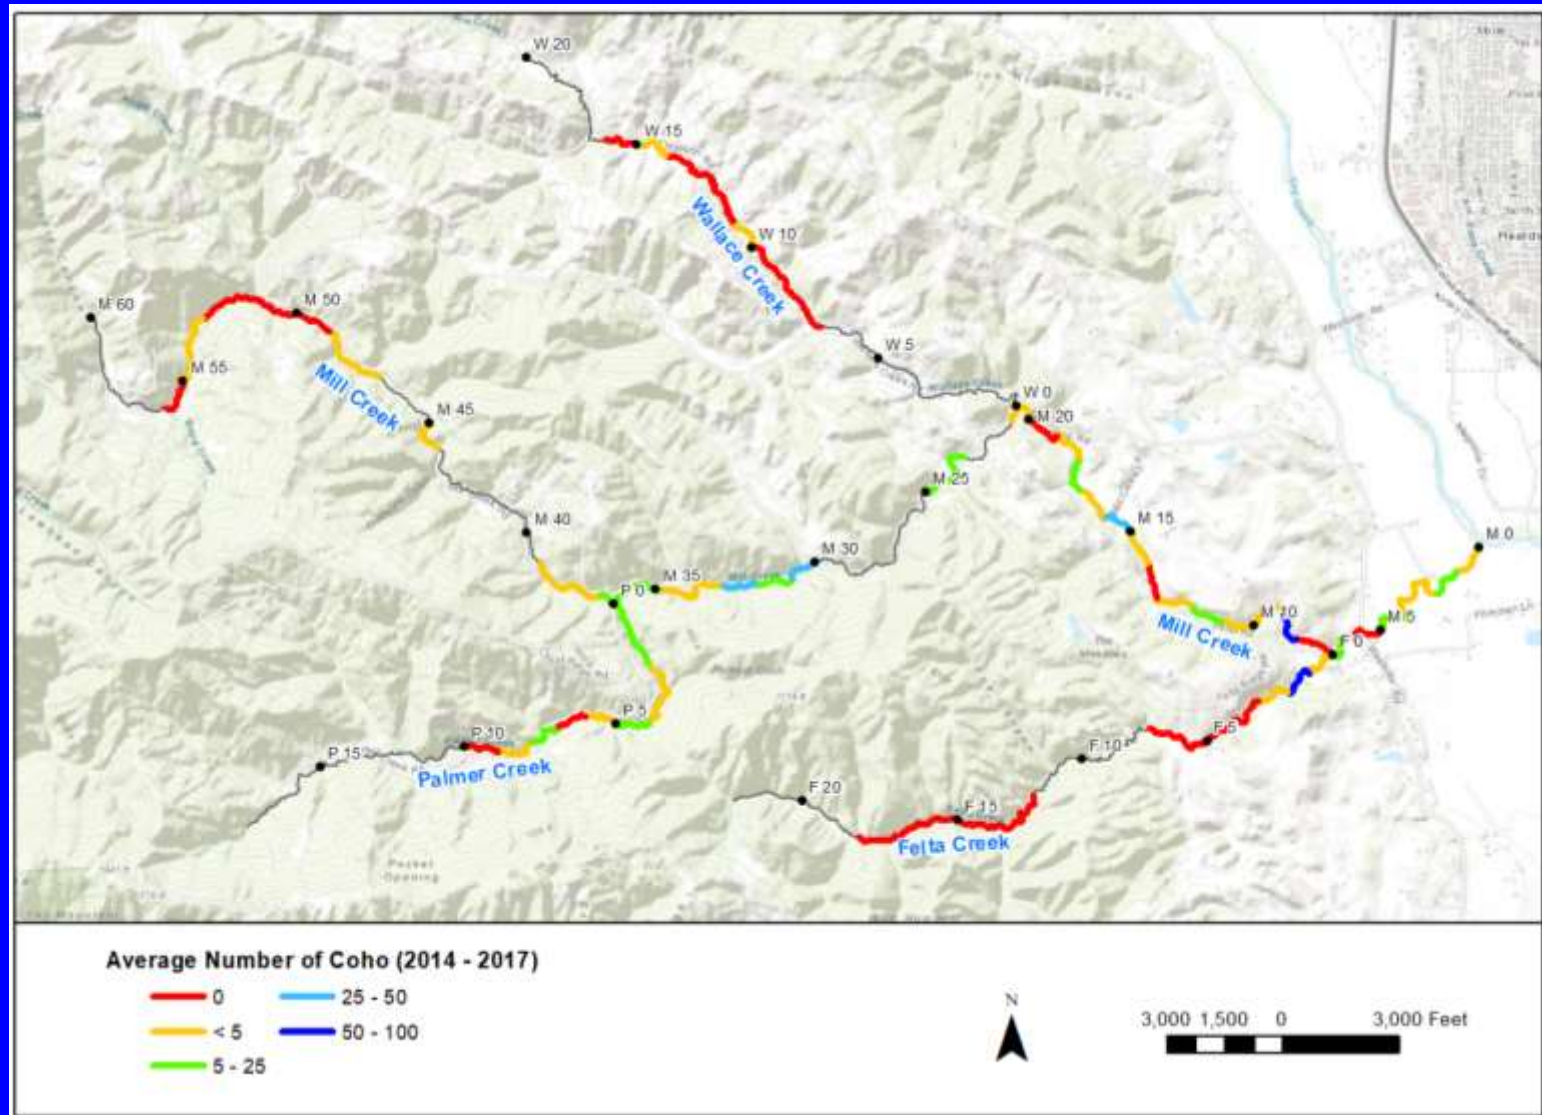 W 20
W 15
W 10
Wallace Creek
M 60
M 50
W 5
M 55
Mill Creek
W 0
M 20
M 45
M 25
M 40
M 15
M 0
M 30
M 35
P 0
M 10
M 5
Mill Creek
F 0
P 5
F 5
P 10
P 15
F 10
Palmer Creek
F 20
F 15
Felta Creek
Pocket
Opening
Average Number of Coho (2014 - 2017)
0
25 - 50
< 5
50 - 100
5 - 25
N
3,000 1,500 0 3,000 Feet